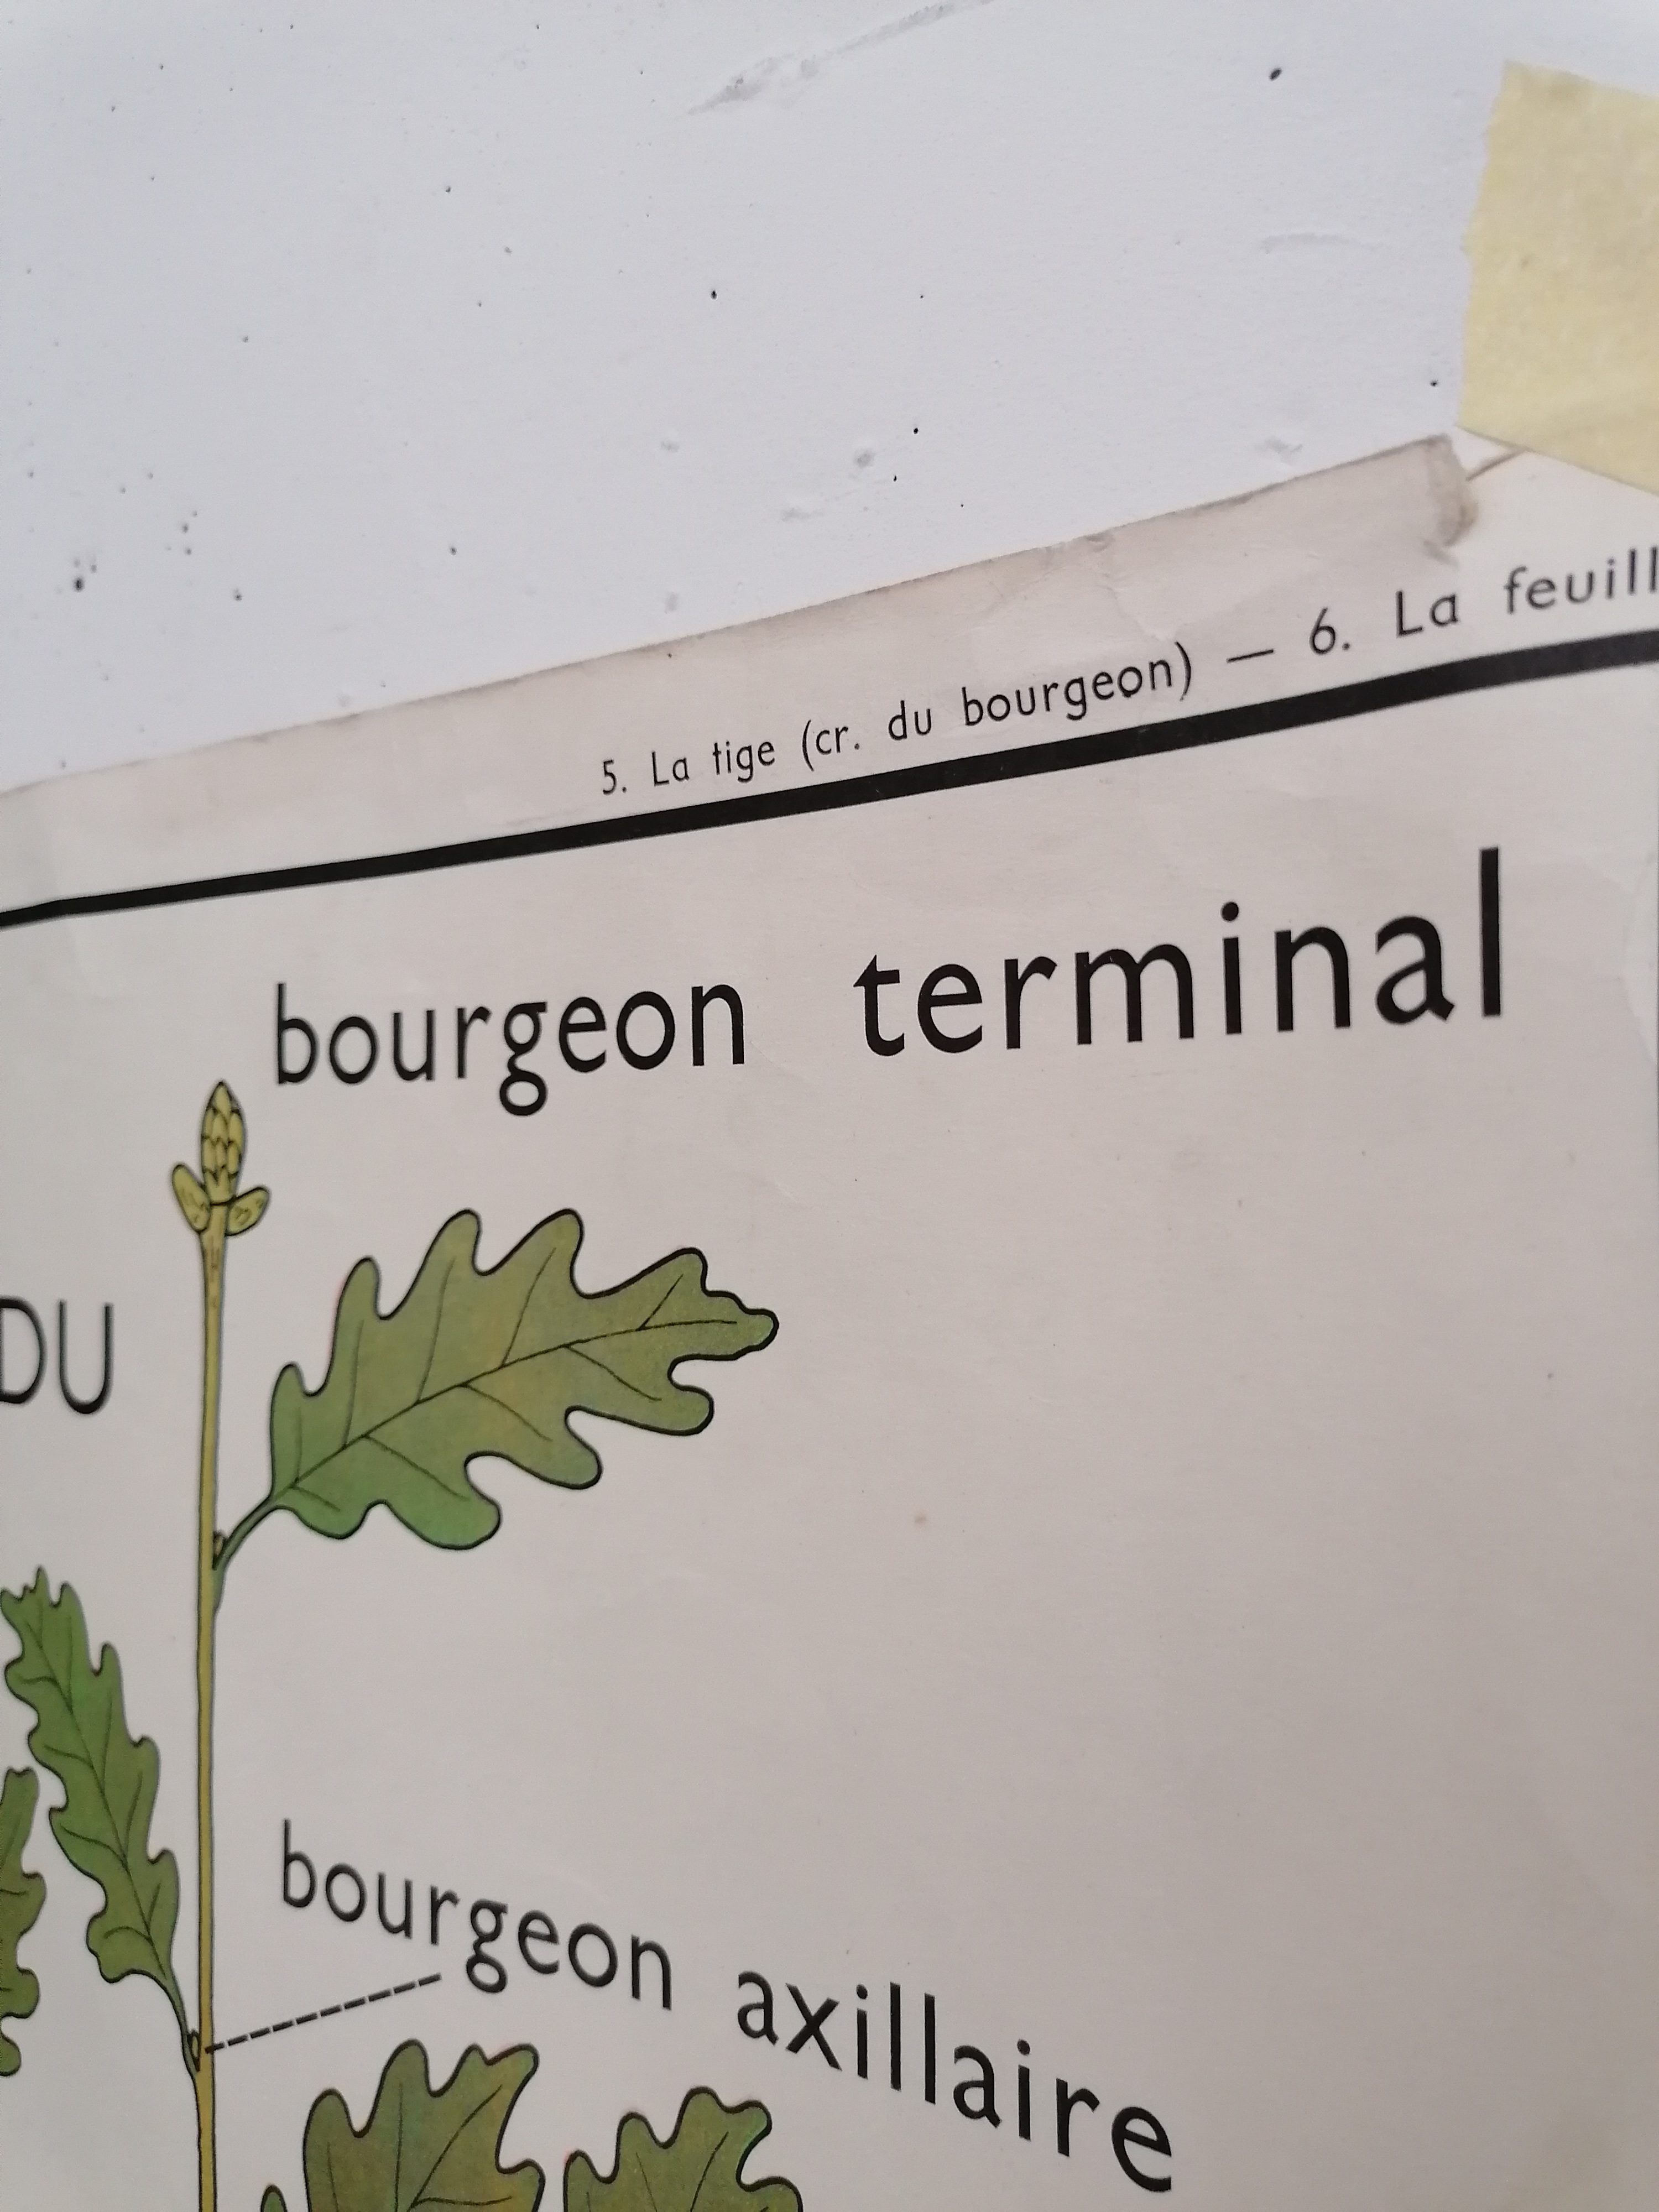 5. La tige (cr. du bourgeon) — 6. La feuill
bourgeon terminal
DU
bourgeon axillaire